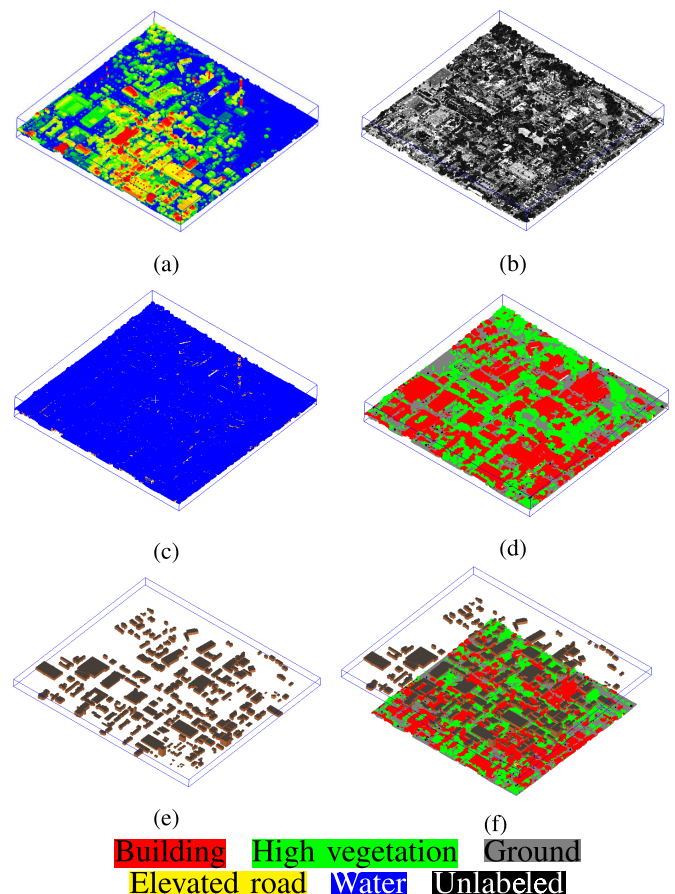 (a) (b)
(c) (d)
(e) (f)
Building High vegetation Ground
Elevated road Water Unlabeled